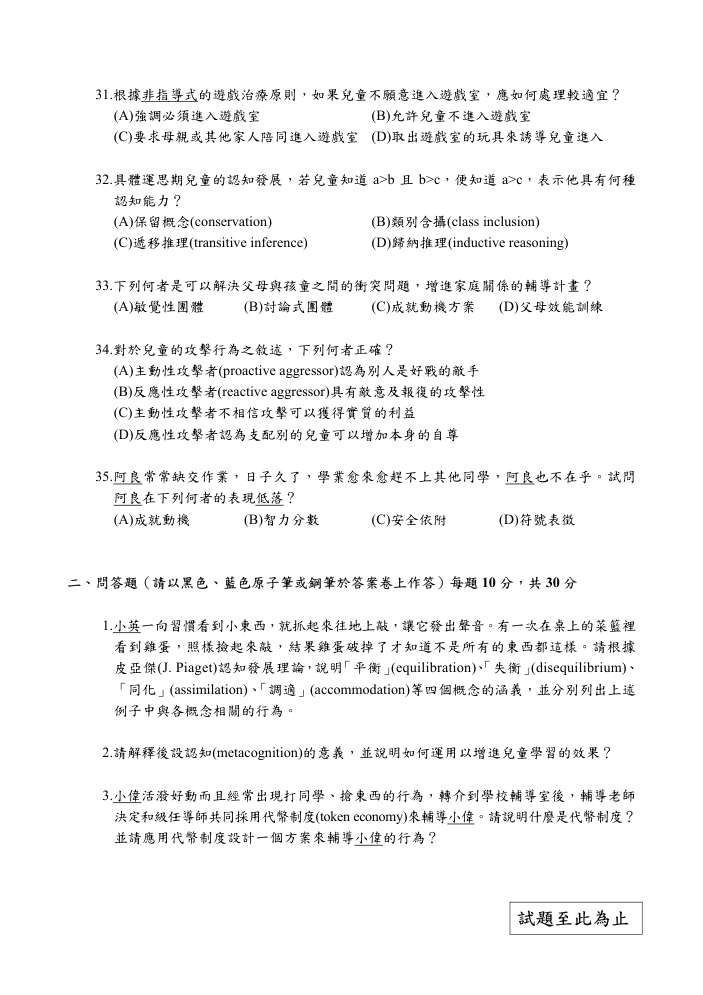 31.根據非指導式的遊戲治療原則，如果兒童不願意進入遊戲室，應如何處理較適宜？
(A)強調必須進入遊戲室 (B)允許兒童不進入遊戲室
(C)要求母親或其他家人陪同進入遊戲室 (D)取出遊戲室的玩具來誘導兒童進入
32.具體運思期兒童的認知發展，若兒童知道 a>b 且 b>c，便知道 a>c，表示他具有何種
認知能力？
(A)保留概念(conservation) (B)類別含攝(class inclusion)
(C)遞移推理(transitive inference) (D)歸納推理(inductive reasoning)
33.下列何者是可以解決父母與孩童之間的衝突問題，增進家庭關係的輔導計畫？
(A)敏覺性團體 (B)討論式團體 (C)成就動機方案 (D)父母效能訓練
34.對於兒童的攻擊行為之敘述，下列何者正確？
(A)主動性攻擊者(proactive aggressor)認為別人是好戰的敵手
(B)反應性攻擊者(reactive aggressor)具有敵意及報復的攻擊性
(C)主動性攻擊者不相信攻擊可以獲得實質的利益
(D)反應性攻擊者認為支配別的兒童可以增加本身的自尊
35.阿良常常缺交作業，日子久了，學業愈來愈趕不上其他同學，阿良也不在乎。試問
阿良在下列何者的表現低落？
(A)成就動機 (B)智力分數 (C)安全依附 (D)符號表徵
二、問答題（請以黑色、藍色原子筆或鋼筆於答案卷上作答）每題 10 分，共 30 分
1.小英一向習慣看到小東西，就抓起來往地上敲，讓它發出聲音。有一次在桌上的菜籃裡
看到雞蛋，照樣撿起來敲，結果雞蛋破掉了才知道不是所有的東西都這樣。請根據
皮亞傑(J. Piaget)認知發展理論，說明「平衡」(equilibration)、「失衡」(disequilibrium)、
「同化」(assimilation)、「調適」(accommodation)等四個概念的涵義，並分別列出上述
例子中與各概念相關的行為。
2.請解釋後設認知(metacognition)的意義，並說明如何運用以增進兒童學習的效果？
3.小偉活潑好動而且經常出現打同學、搶東西的行為，轉介到學校輔導室後，輔導老師
決定和級任導師共同採用代幣制度(token economy)來輔導小偉。請說明什麼是代幣制度？
並請應用代幣制度設計一個方案來輔導小偉的行為？
試題至此為止